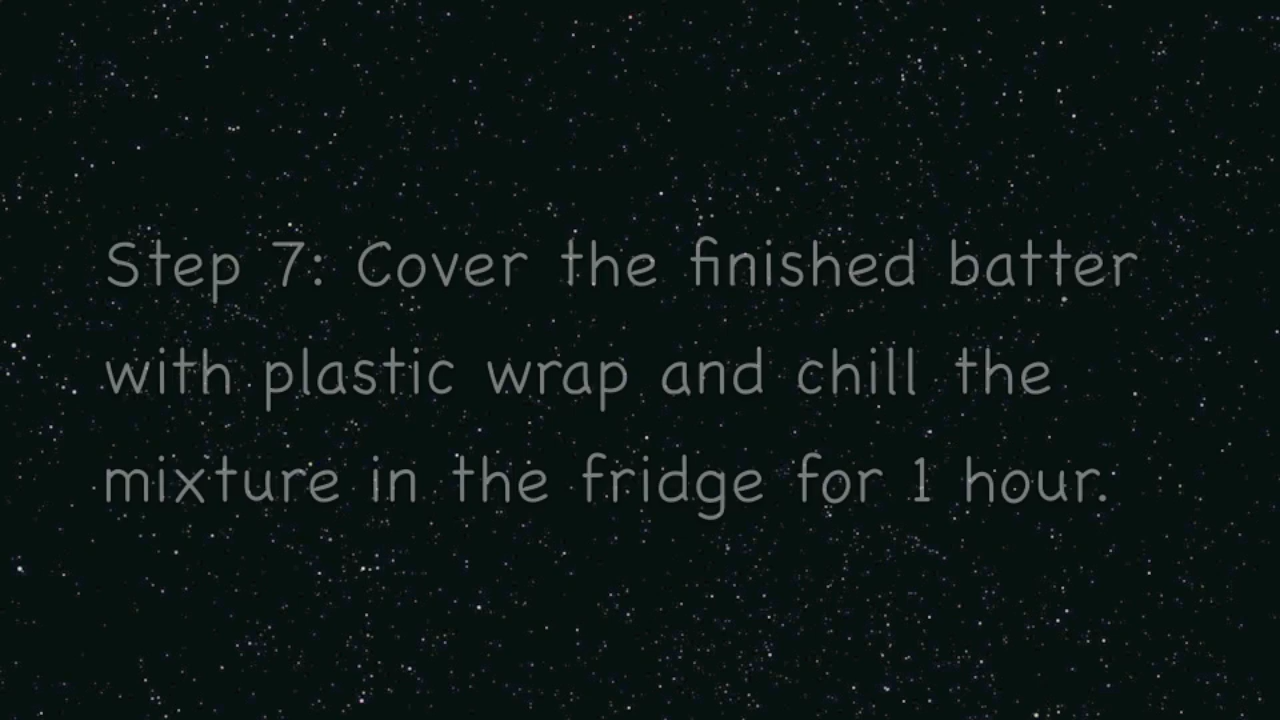 Step 7: Cover the finished batter
with plastic wrap and chill the
mixture in the fridge for 1 hour.